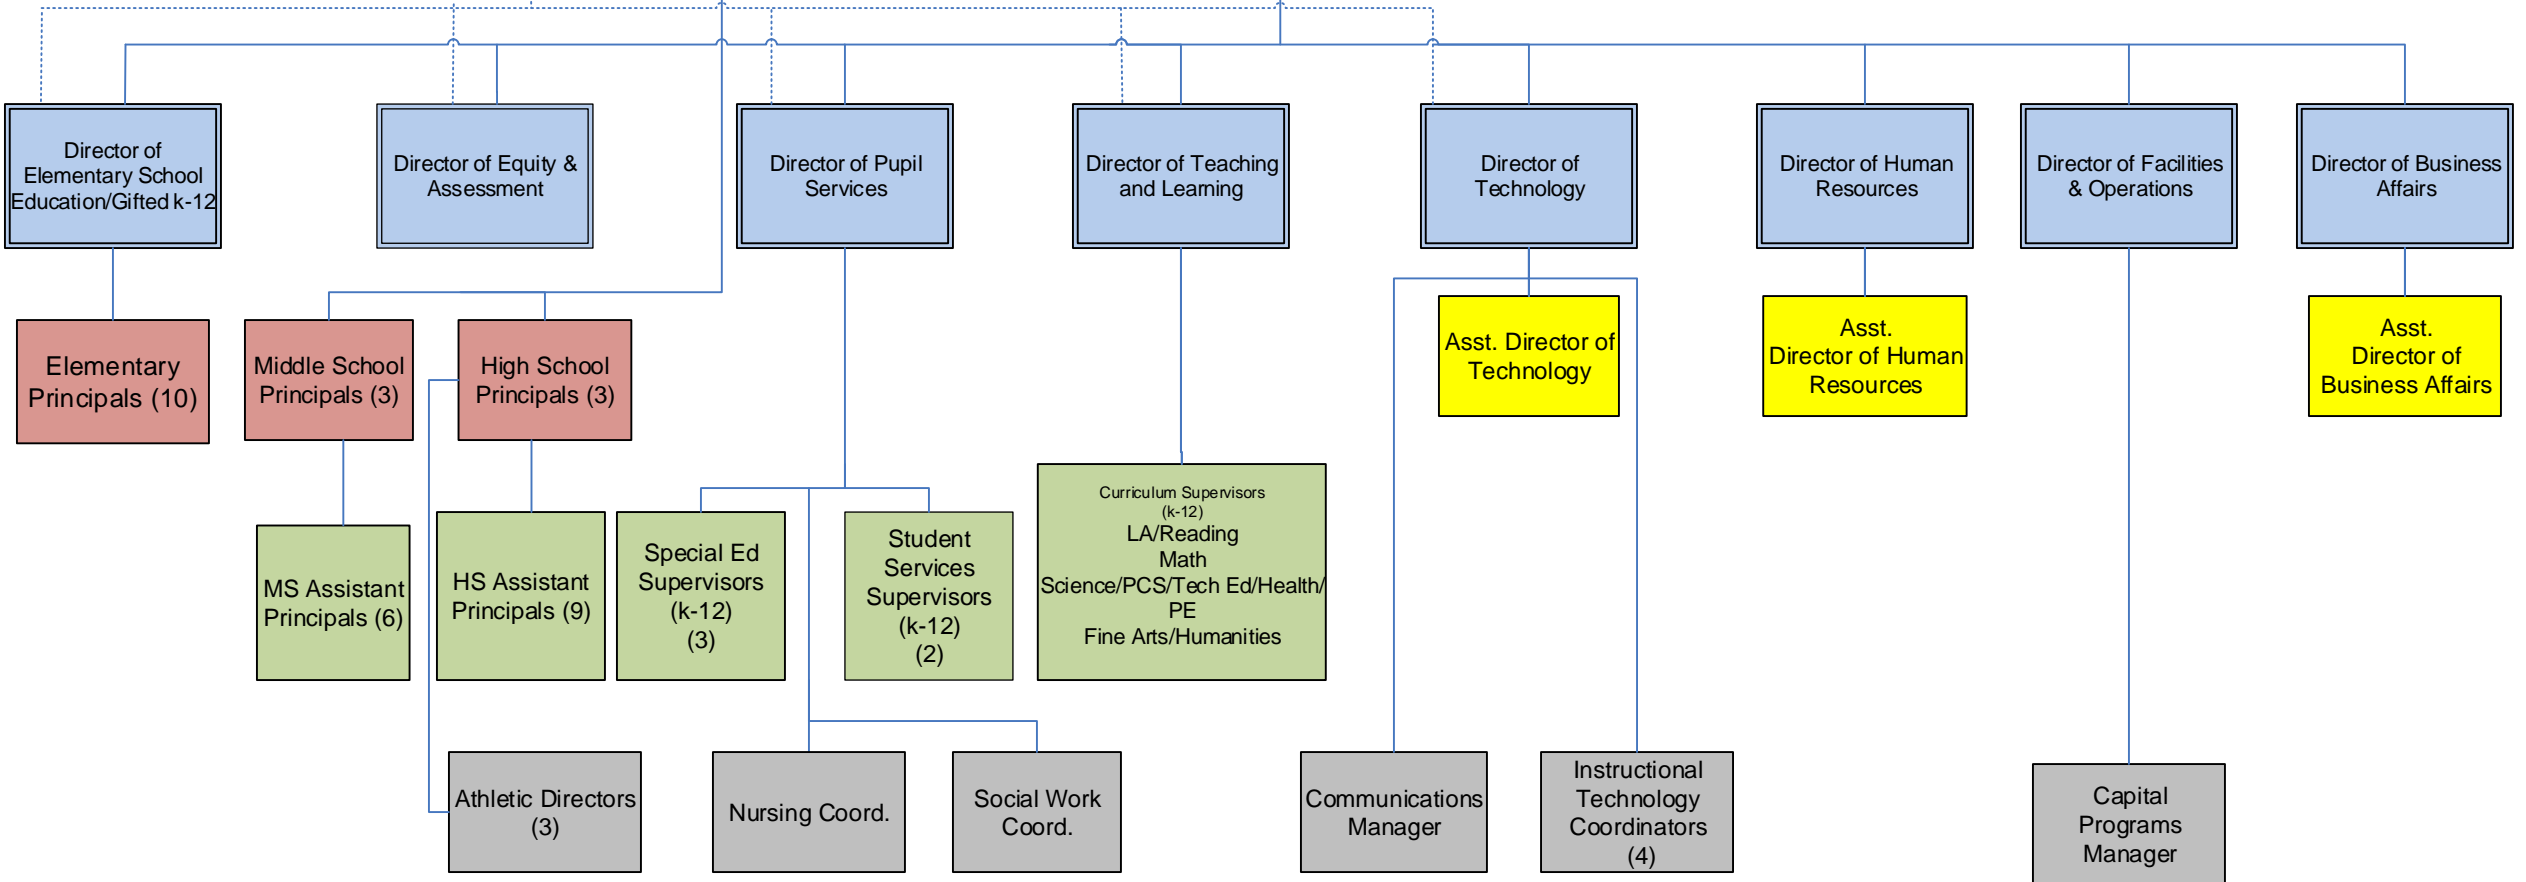 Director of
Elementary School
Education/Gifted k-12
Director of Equity &
Assessment
Director of Pupil
Services
Director of Teaching
and Learning
Director of
Technology
Director of Human
Resources
Director of Facilities
& Operations
Director of Business
Affairs
Elementary
Principals (10)
Middle School
Principals (3)
High School
Principals (3)
Asst. Director of
Technology
Asst.
Director of Human
Resources
Asst.
Director of
Business Affairs
MS Assistant
Principals (6)
HS Assistant
Principals (9)
Special Ed
Supervisors
(k-12)
(3)
Student
Services
Supervisors
(k-12)
(2)
Curriculum Supervisors
(k-12)
LA/Reading
Math
Science/PCS/Tech Ed/Health/
PE
Fine Arts/Humanities
Athletic Directors
(3)
Nursing Coord.
Social Work
Coord.
Communications
Manager
Instructional
Technology
Coordinators
(4)
Capital
Programs
Manager